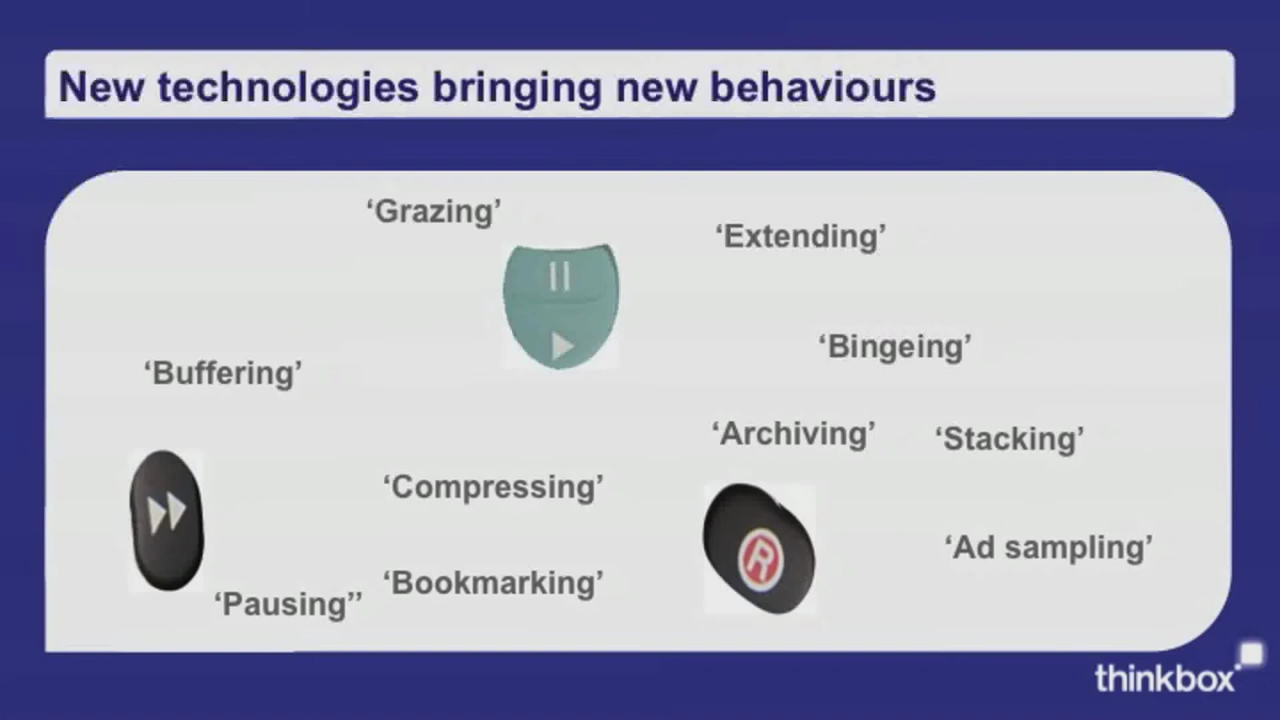 New technologies bringing new behaviours
‘Grazing’
‘Extending’
‘Bingeing’
‘Buffering’
‘Archiving’
‘Stacking’
‘Compressing’
R
‘Ad sampling’
‘Bookmarking’
‘Pausing’’
thinkbox